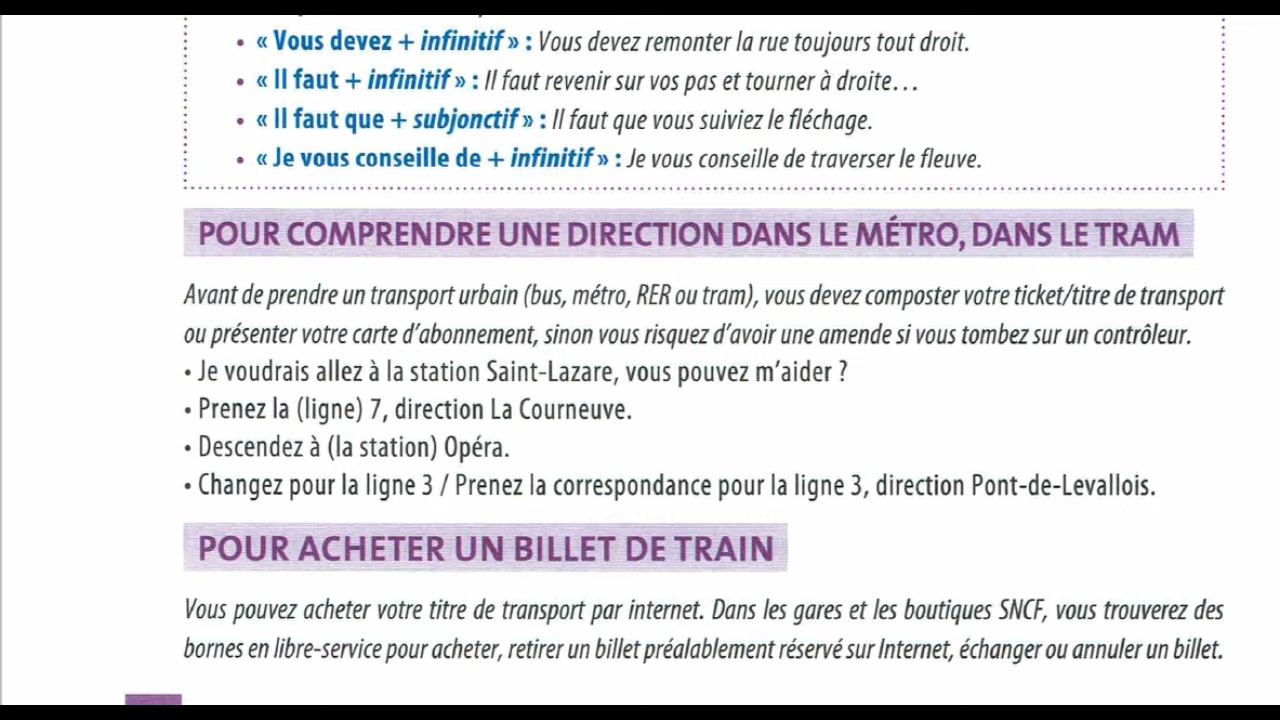 • « Vous devez + infinitif » : Vous devez remonter la rue toujours tout droit.
• « Il faut + infinitif » : Il faut revenir sur vos pas et tourner à droite…
• « Il faut que + subjonctif » : Il faut que vous suiviez le fléchage.
• « Je vous conseille de + infinitif » : Je vous conseille de traverser le fleuve.
POUR COMPRENDRE UNE DIRECTION DANS LE MÉTRO, DANS LE TRAM
Avant de prendre un transport urbain (bus, métro, RER ou tram), vous devez composter votre ticket/titre de transport
ou présenter votre carte d'abonnement, sinon vous risquez d'avoir une amende si vous tombez sur un contrôleur.
• Je voudrais allez à la station Saint-Lazare, vous pouvez m'aider ?
• Prenez la (ligne) 7, direction La Courneuve.
• Descendez à (la station) Opéra.
• Changez pour la ligne 3 / Prenez la correspondance pour la ligne 3, direction Pont-de-Levallois.
POUR ACHETER UN BILLET DE TRAIN
Vous pouvez acheter votre titre de transport par internet. Dans les gares et les boutiques SNCF, vous trouverez des
bornes en libre-service pour acheter, retirer un billet préalablement réservé sur Internet, échanger ou annuler un billet.